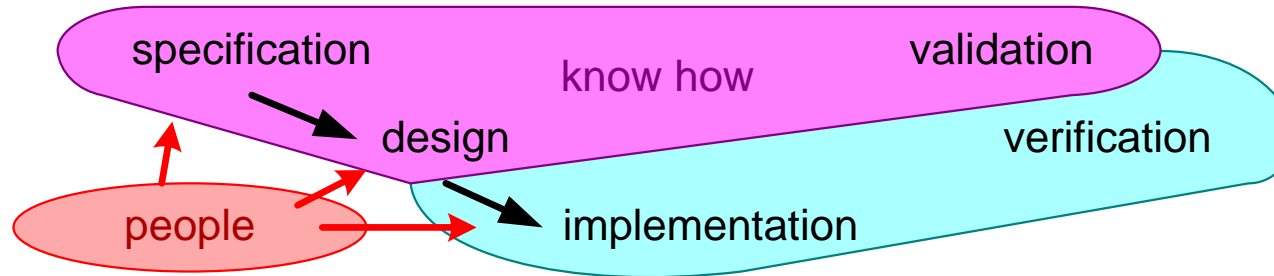 specification
validation
know how
design
verification
people
implementation